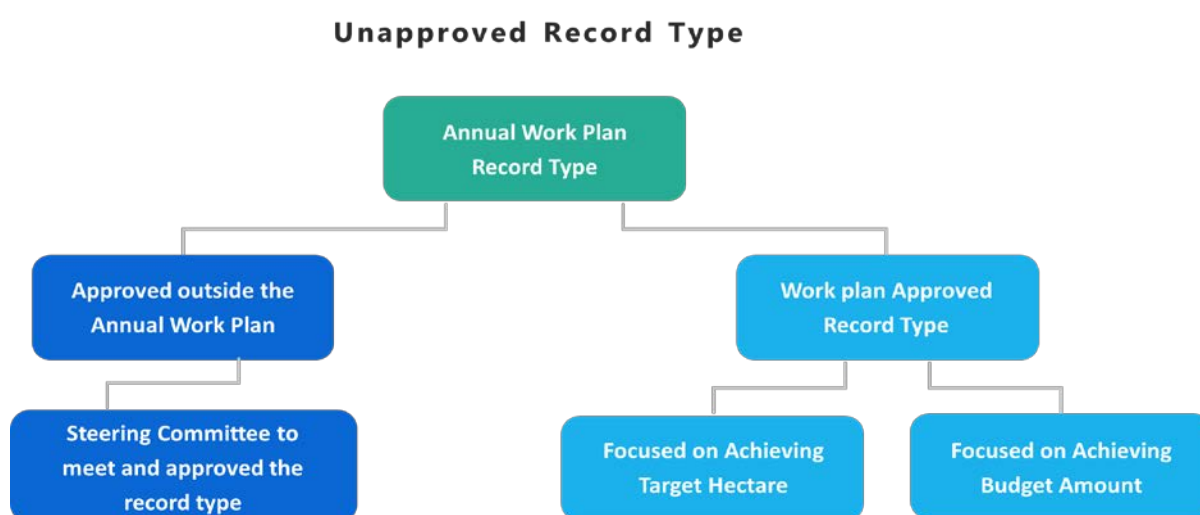 Unapproved Record Type
Annual Work Plan
Record Type
Approved outside the
Annual Work Plan
Work plan Approved
Record Type
Steering Committee to
meet and approved the
record type
Focused on Achieving
Target Hectare
Focused on Achieving
Budget Amount